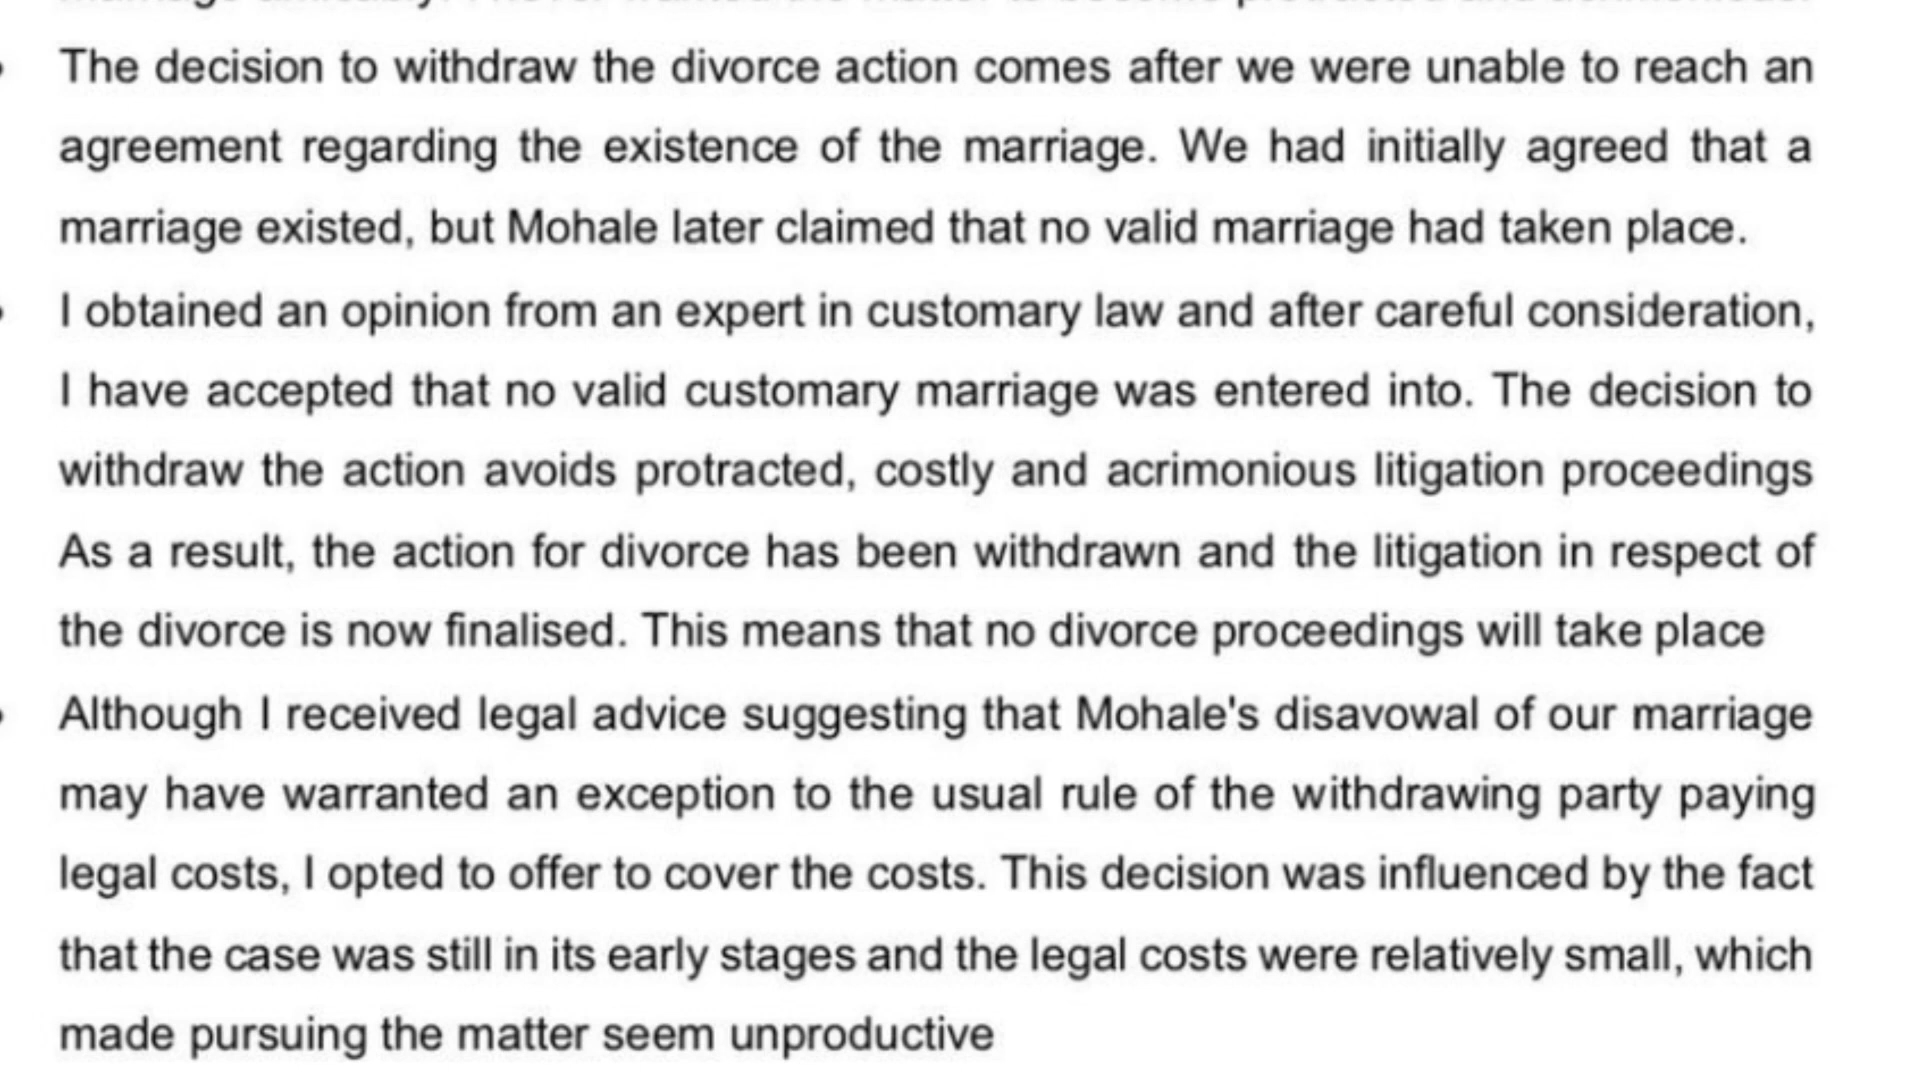 The decision to withdraw the divorce action comes after we were unable to reach an
agreement regarding the existence of the marriage. We had initially agreed that a
marriage existed, but Mohale later claimed that no valid marriage had taken place.
I obtained an opinion from an expert in customary law and after careful consideration,
I have accepted that no valid customary marriage was entered into. The decision to
withdraw the action avoids protracted, costly and acrimonious litigation proceedings
As a result, the action for divorce has been withdrawn and the litigation in respect of
the divorce is now finalised. This means that no divorce proceedings will take place
Although I received legal advice suggesting that Mohale's disavowal of our marriage
may have warranted an exception to the usual rule of the withdrawing party paying
legal costs, I opted to offer to cover the costs. This decision was influenced by the fact
that the case was still in its early stages and the legal costs were relatively small, which
made pursuing the matter seem unproductive